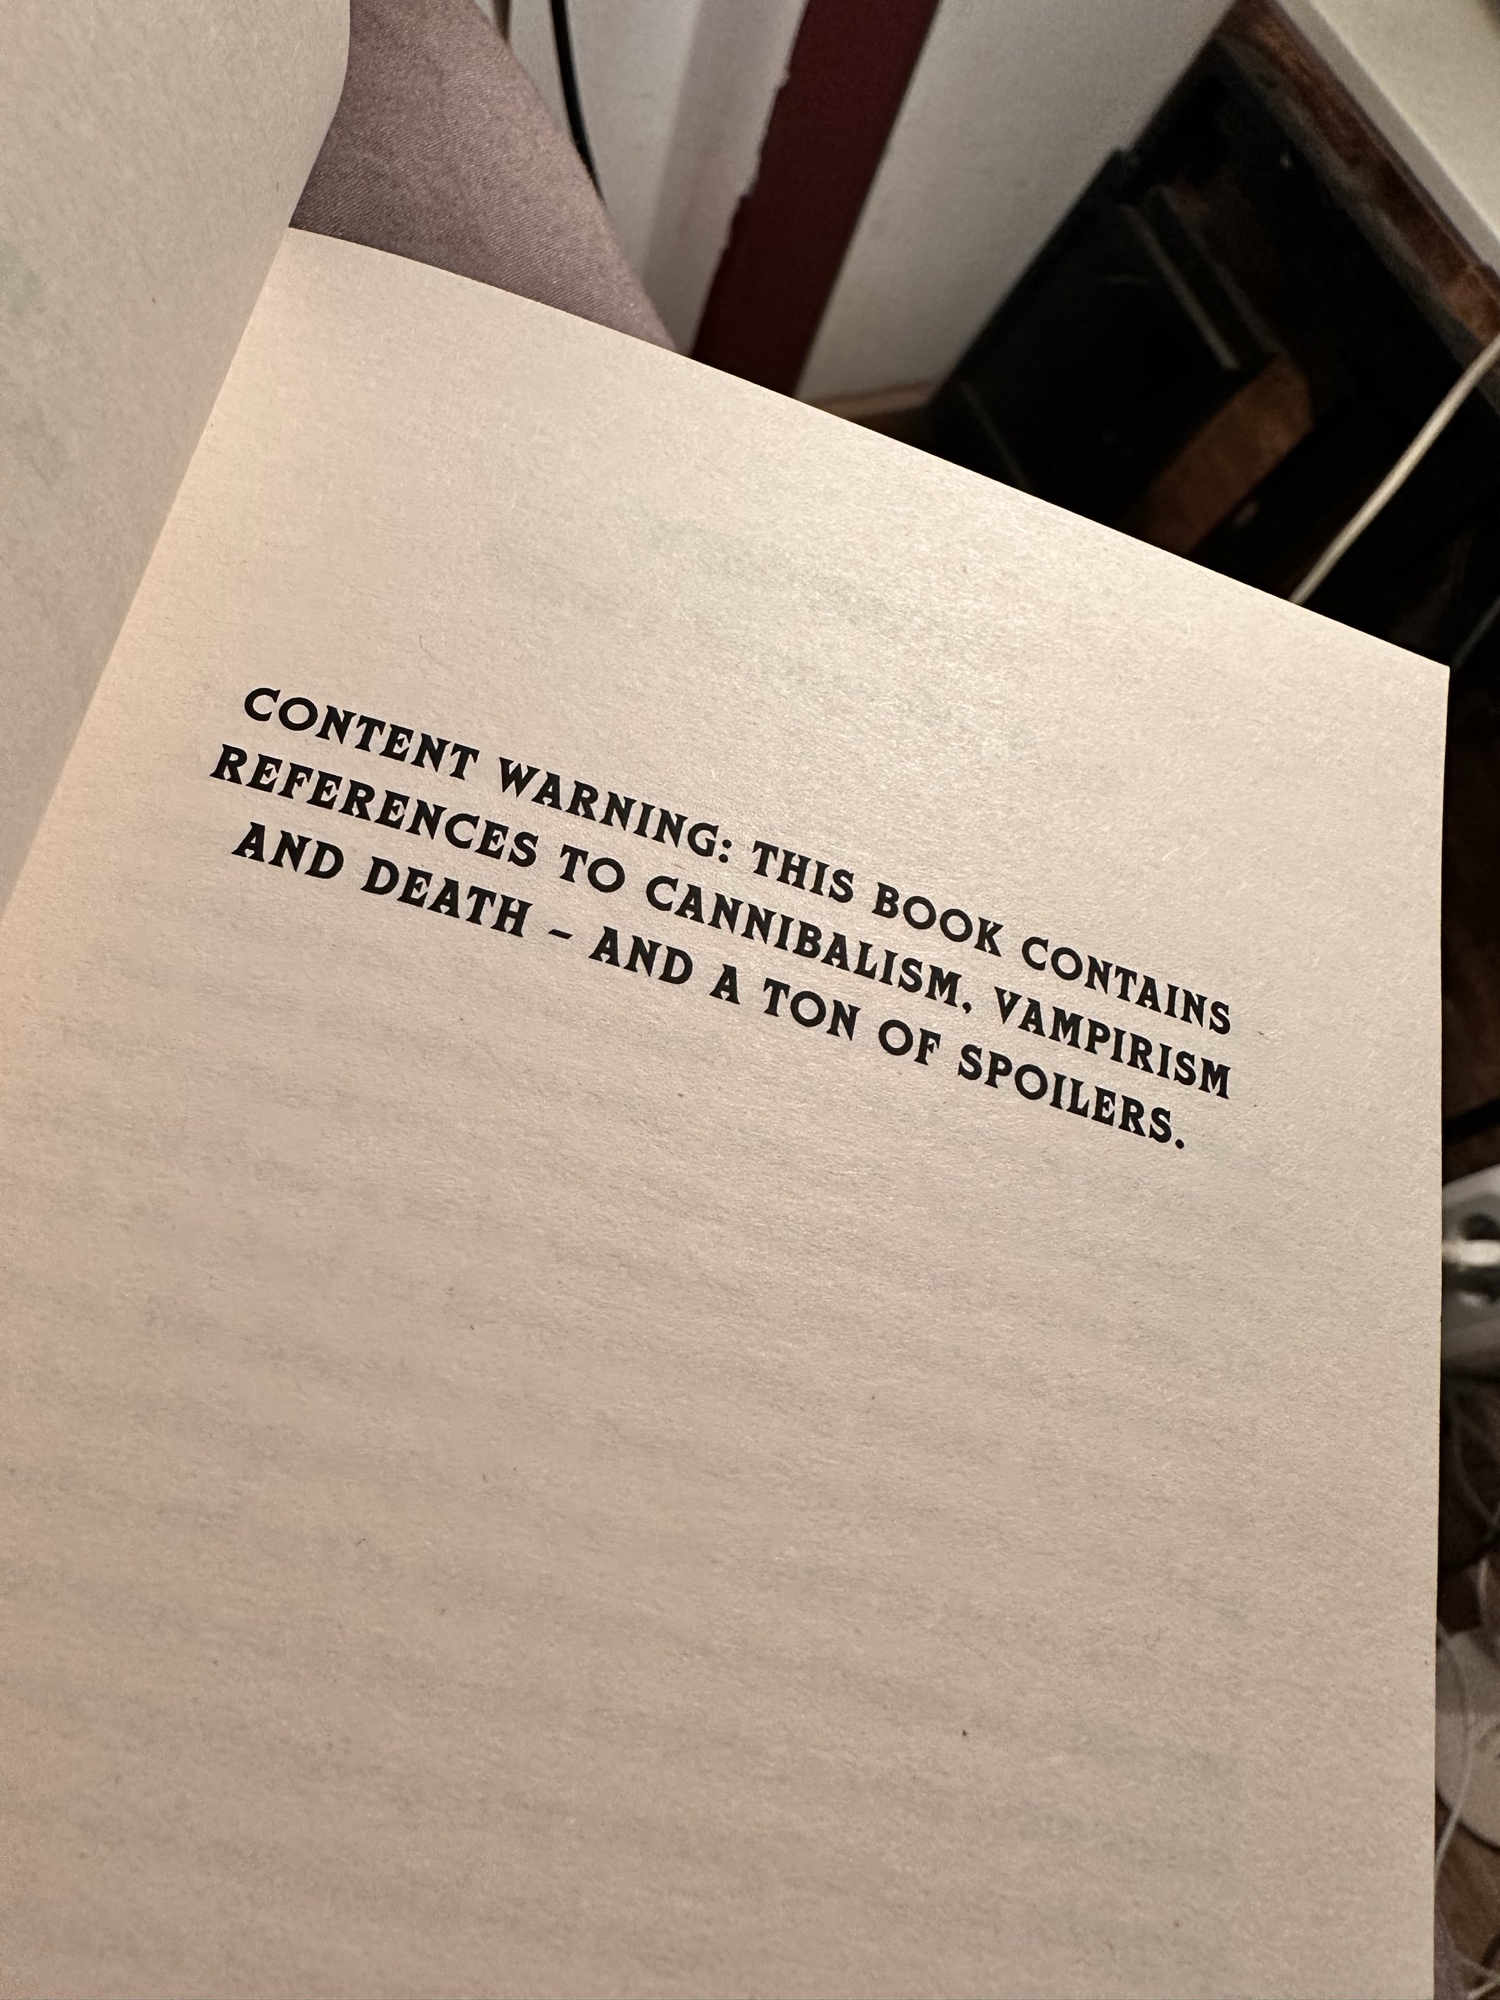 CONTENT WARNING: THIS BOOK CONTAINS
REFERENCES TO CANNIBALISM, VAMPIRISM
AND DEATH – AND A TON OF SPOILERS.